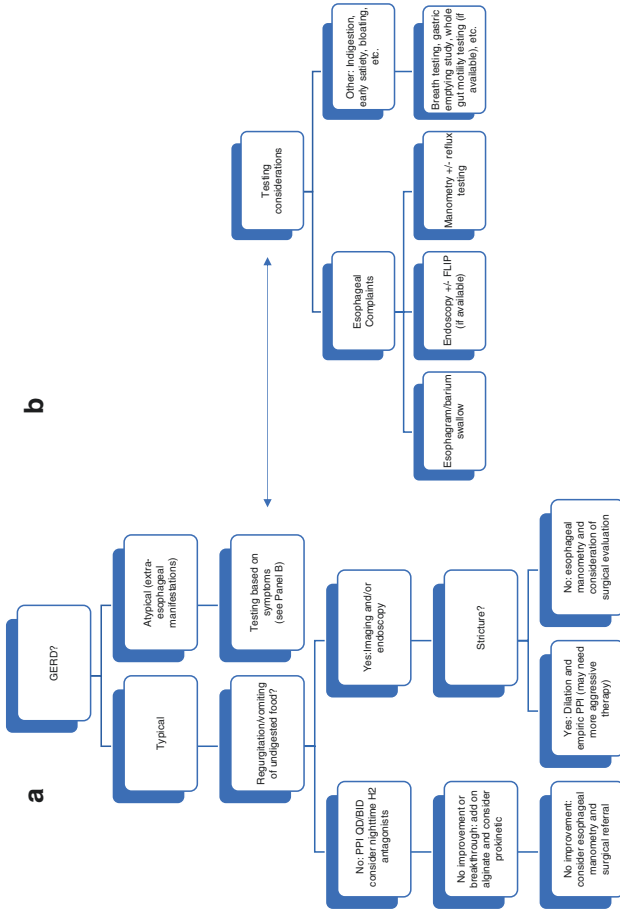 a
GERD?
Typical
Atypical (extra-
esophageal
manifestations)
Regurgitation/vomiting
of undigested food?
Testing based on
symptoms
(see Panel B)
No: PPI QD/BID
consider nighttime H2
antagonists
Yes:Imaging and/or
endoscopy
No improvement or
breakthrough: add on
alginate and consider
prokinetic
Stricture?
No improvement:
consider esophageal
manometry and
surgical referral
Yes: Dilation and
empiric PPI (may need
more aggressive
therapy)
No: esophageal
manometry and
consideration of
surgical evaluation
b
Testing
considerations
Esophageal
Complaints
Other: Indigestion,
early satiety, bloating,
etc.
Esophagram/barium
swallow
Endoscopy +/- FLIP
(if available)
Manometry +/- reflux
testing
Breath testing, gastric
emptying study, whole
gut motility testing (if
available), etc.